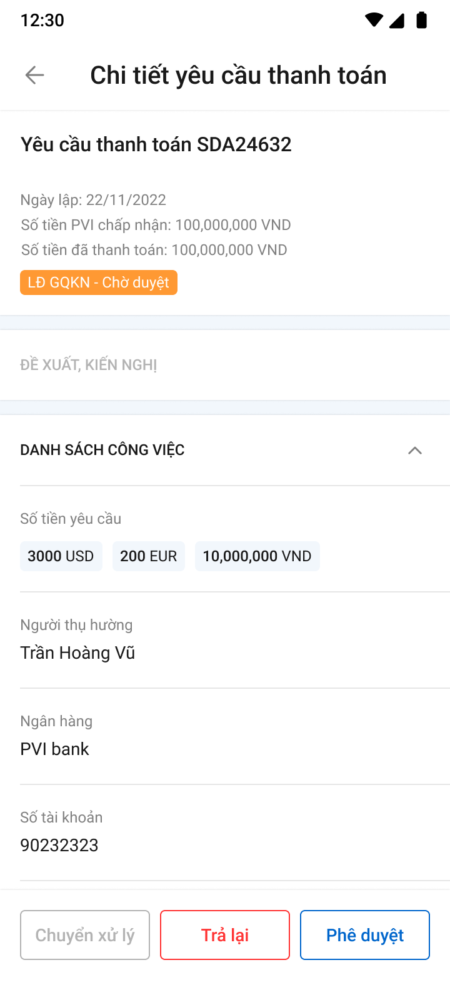 12:30
Chi tiết yêu cầu thanh toán
Yêu cầu thanh toán SDA24632
Ngày lập: 22/11/2022
Số tiền PVI chấp nhận: 100,000,000 VND
Số tiền đã thanh toán: 100,000,000 VND
LĐ GQKN - Chờ duyệt
ĐỀ XUẤT, KIẾN NGHỊ
DANH SÁCH CÔNG VIỆC
Số tiền yêu cầu
3000 USD 200 EUR 10,000,000 VND
Người thụ hường
Trần Hoàng Vũ
Ngân hàng
PVI bank
Số tài khoản
90232323
Chuyển xử lý Trả lại Phê duyệt